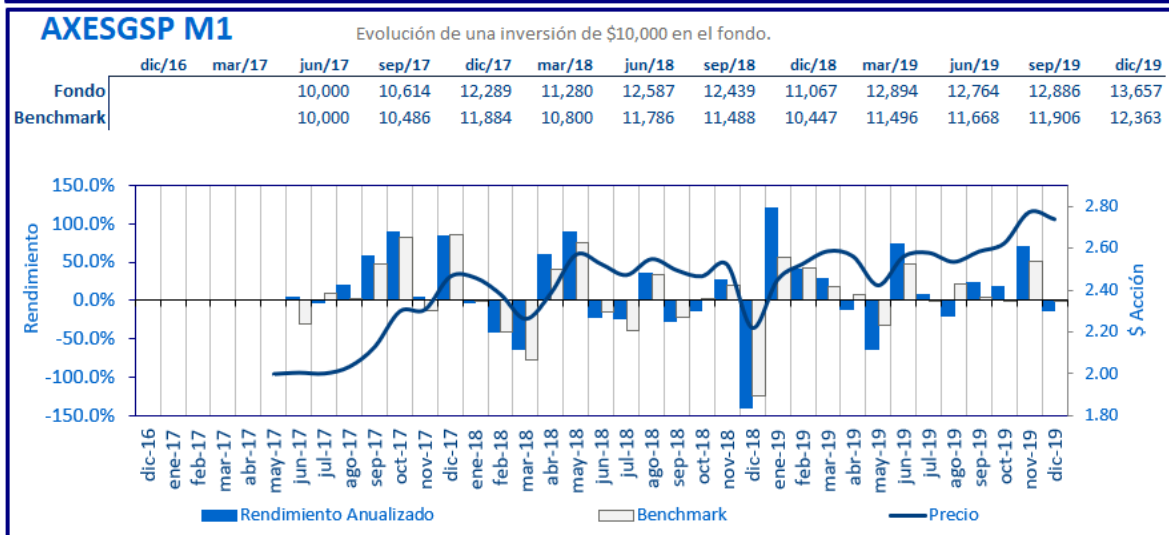 AXESGSP M1
Evolución de una inversión de $10,000 en el fondo.
dic/16 mar/17 jun/17 sep/17 dic/17 mar/18 jun/18 sep/18 dic/18 mar/19 jun/19 sep/19 dic/19
Fondo 10,000 10,614 12,289 11,280 12,587 12,439 11,067 12,894 12,764 12,886 13,657
Benchmark 10,000 10,486 11,884 10,800 11,786 11,488 10,447 11,496 11,668 11,906 12,363
Rendimiento
150.0%
100.0%
50.0%
0.0%
-50.0%
-100.0%
-150.0%
2.80
2.60
2.40
2.20
2.00
1.80
$ Acción
dic-16 ene-17 feb-17 mar-17 abr-17 may-17 jun-17 jul-17 ago-17 sep-17 oct-17 nov-17 dic-17 ene-18 feb-18 mar-18 abr-18 may-18 jun-18 jul-18 ago-18 sep-18 oct-18 nov-18 dic-18 ene-19 feb-19 mar-19 abr-19 may-19 jun-19 jul-19 ago-19 sep-19 oct-19 nov-19 dic-19
Rendimiento Anualizado Benchmark Precio